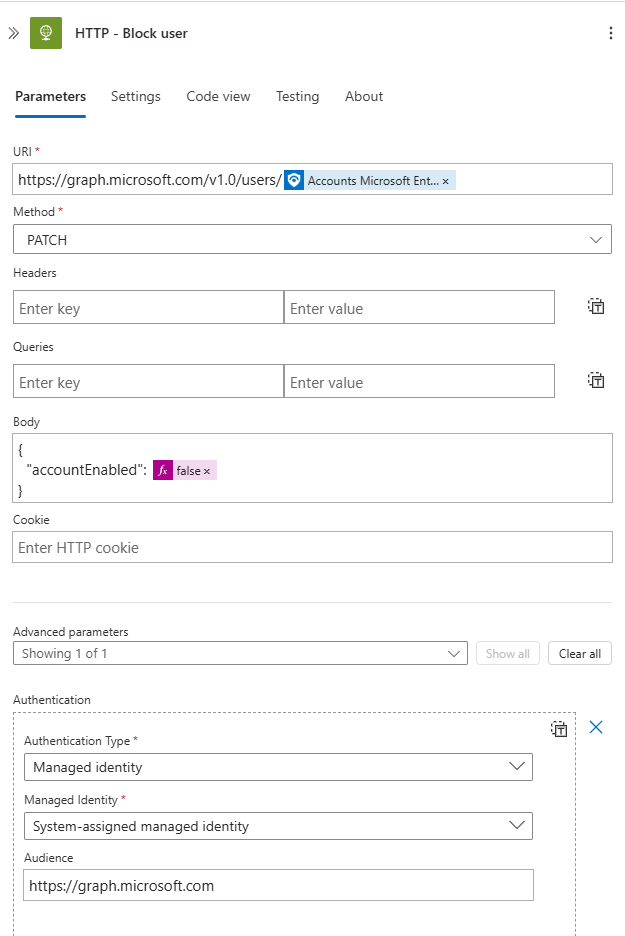 HTTP - Block user
Parameters Settings Code view Testing About
URI *
https://graph.microsoft.com/v1.0/users/ Accounts Microsoft Ent... ×
Method *
PATCH
Headers
Enter key Enter value
Queries
Enter key Enter value
Body
{
"accountEnabled": fx false ×
}
Cookie
Enter HTTP cookie
Advanced parameters
Showing 1 of 1 Show all Clear all
Authentication
Authentication Type *
Managed identity
Managed Identity *
System-assigned managed identity
Audience
https://graph.microsoft.com